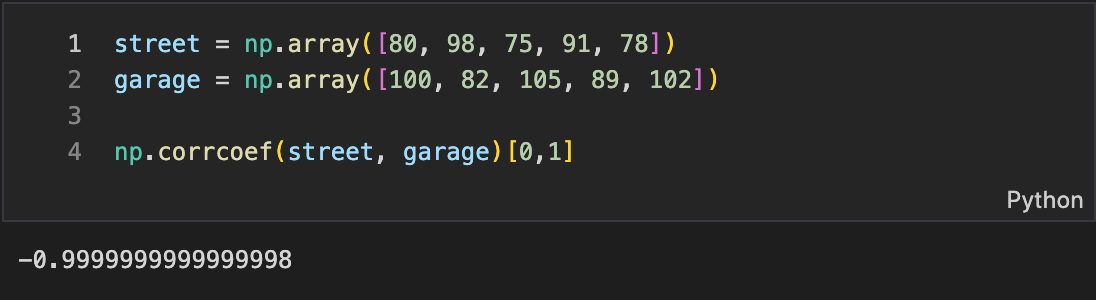 1 street = np.array([80, 98, 75, 91, 78])
2 garage = np.array([100, 82, 105, 89, 102])
3
4 np.corrcoef(street, garage)[0,1]
Python
-0.9999999999999998